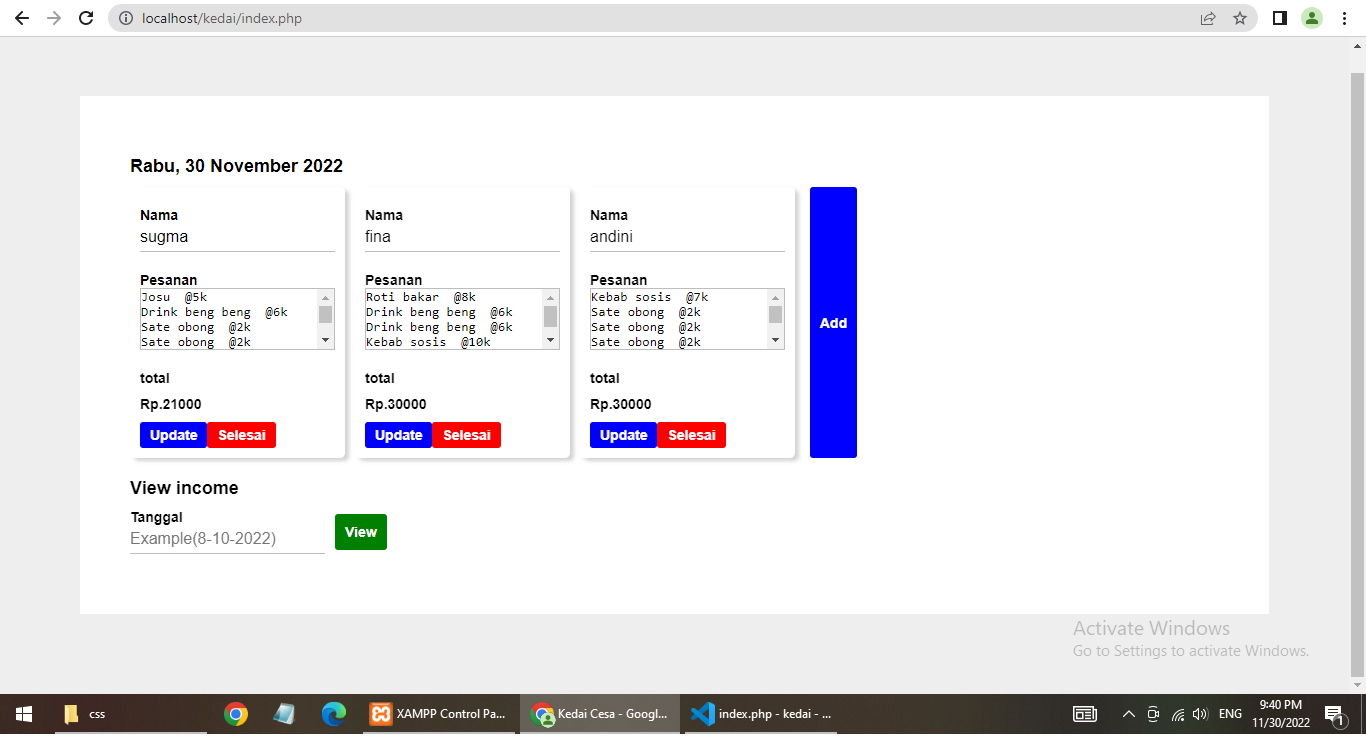 localhost/kedai/index.php
Rabu, 30 November 2022
Nama
sugma
Pesanan
Josu @5k
Drink beng beng @6k
Sate obong @2k
Sate obong @2k
total
Rp.21000
Update Selesai
Nama
fina
Pesanan
Roti bakar @8k
Drink beng beng @6k
Drink beng beng @6k
Kebab sosis @10k
total
Rp.30000
Update Selesai
Nama
andini
Pesanan
Kebab sosis @7k
Sate obong @2k
Sate obong @2k
Sate obong @2k
total
Rp.30000
Update Selesai
Add
View income
Tanggal
Example(8-10-2022)
View
Activate Windows
Go to Settings to activate Windows.
css
XAMPP Control Pa...
Kedai Cesa - Googl...
index.php - kedai - ...
ENG
9:40 PM
11/30/2022
1